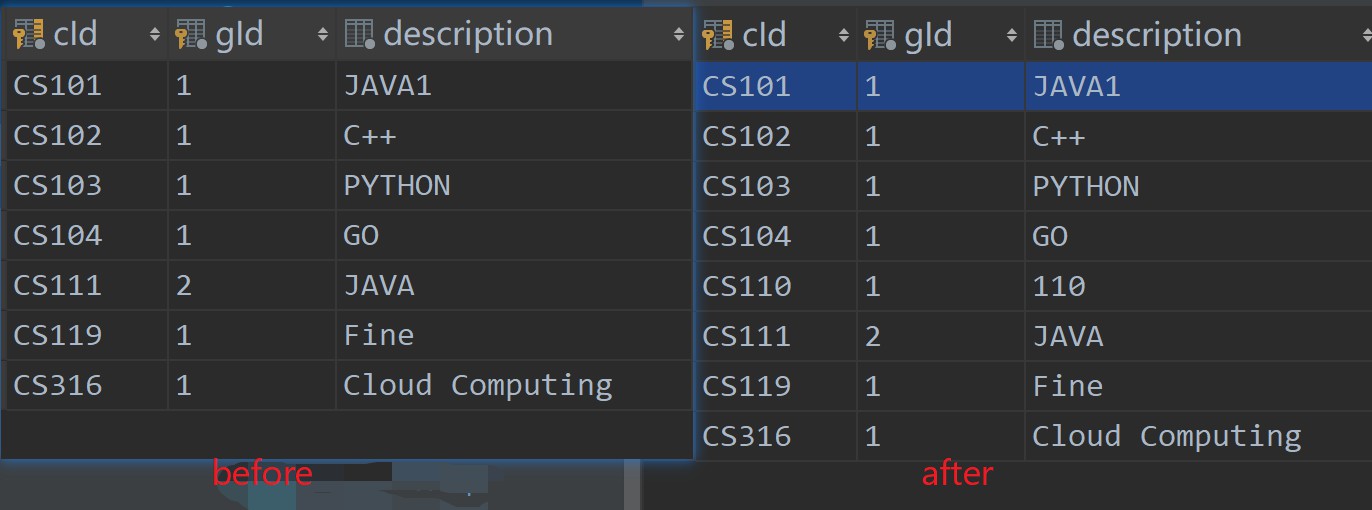 cId gId description cId gId description
CS101 1 JAVA1 CS101 1 JAVA1
CS102 1 C++ CS102 1 C++
CS103 1 PYTHON CS103 1 PYTHON
CS104 1 GO CS104 1 GO
CS111 2 JAVA CS110 1 110
CS119 1 Fine CS111 2 JAVA
CS316 1 Cloud Computing CS119 1 Fine
CS316 1 Cloud Computing
before after